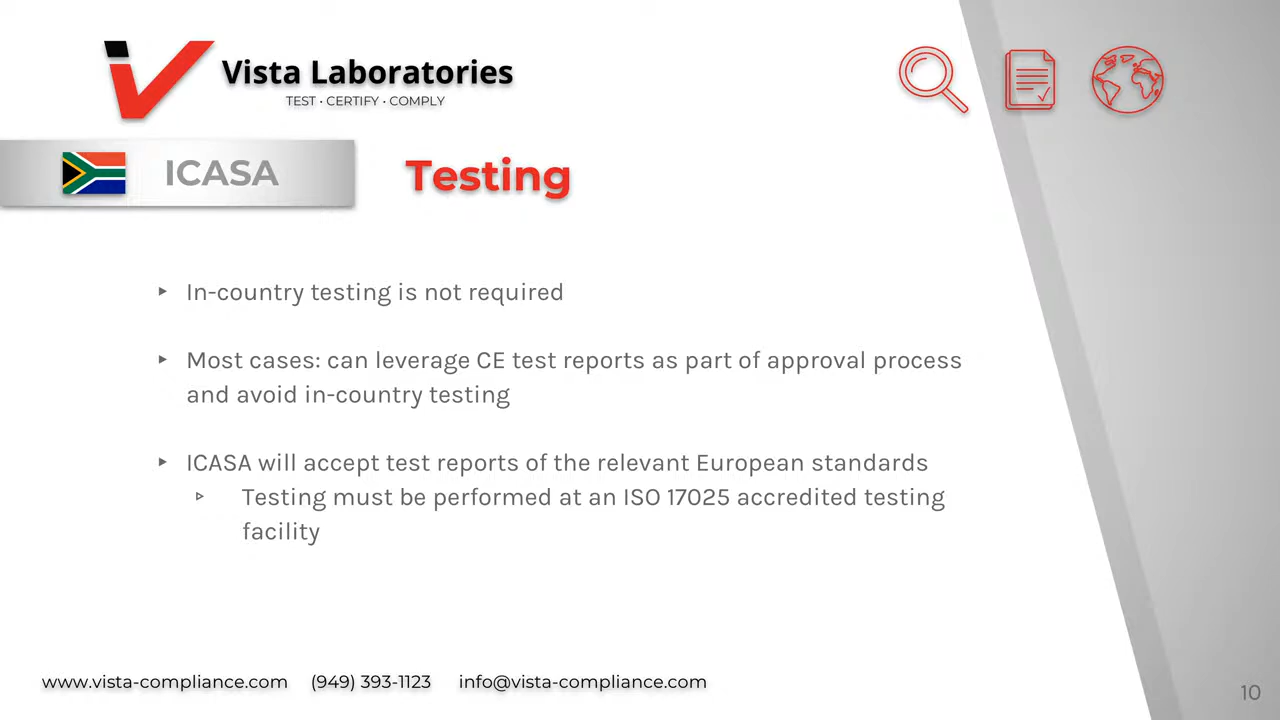 Vista Laboratories
TEST · CERTIFY · COMPLY
ICASA
Testing
▸ In-country testing is not required
▸ Most cases: can leverage CE test reports as part of approval process
and avoid in-country testing
▸ ICASA will accept test reports of the relevant European standards
▹ Testing must be performed at an ISO 17025 accredited testing
facility
www.vista-compliance.com (949) 393-1123 info@vista-compliance.com
10